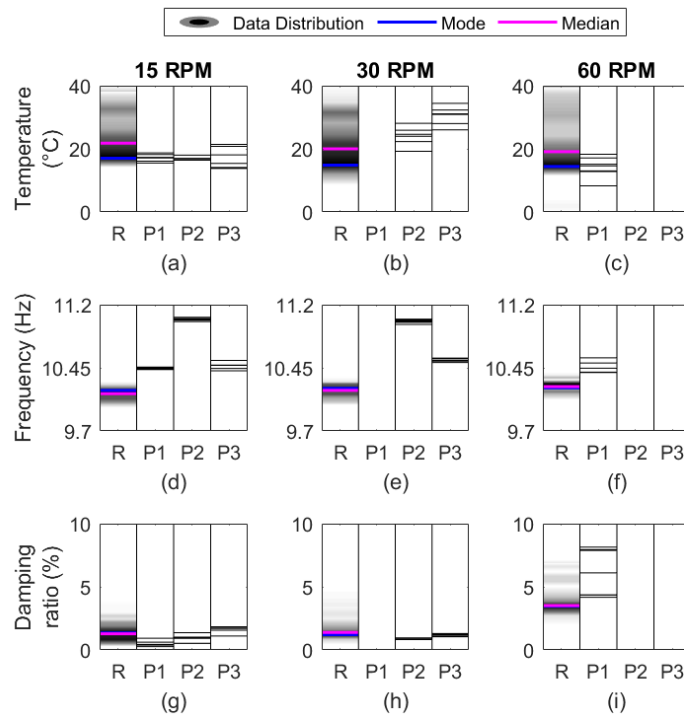 Data Distribution Mode Median
15 RPM 30 RPM 60 RPM
Temperature (°C)
40 40 40
20 20 20
0 0 0
R P1 P2 P3 R P1 P2 P3 R P1 P2 P3
(a) (b) (c)
Frequency (Hz)
11.2 11.2 11.2
10.45 10.45 10.45
9.7 9.7 9.7
R P1 P2 P3 R P1 P2 P3 R P1 P2 P3
(d) (e) (f)
Damping
ratio (%)
10 10 10
5 5 5
0 0 0
R P1 P2 P3 R P1 P2 P3 R P1 P2 P3
(g) (h) (i)